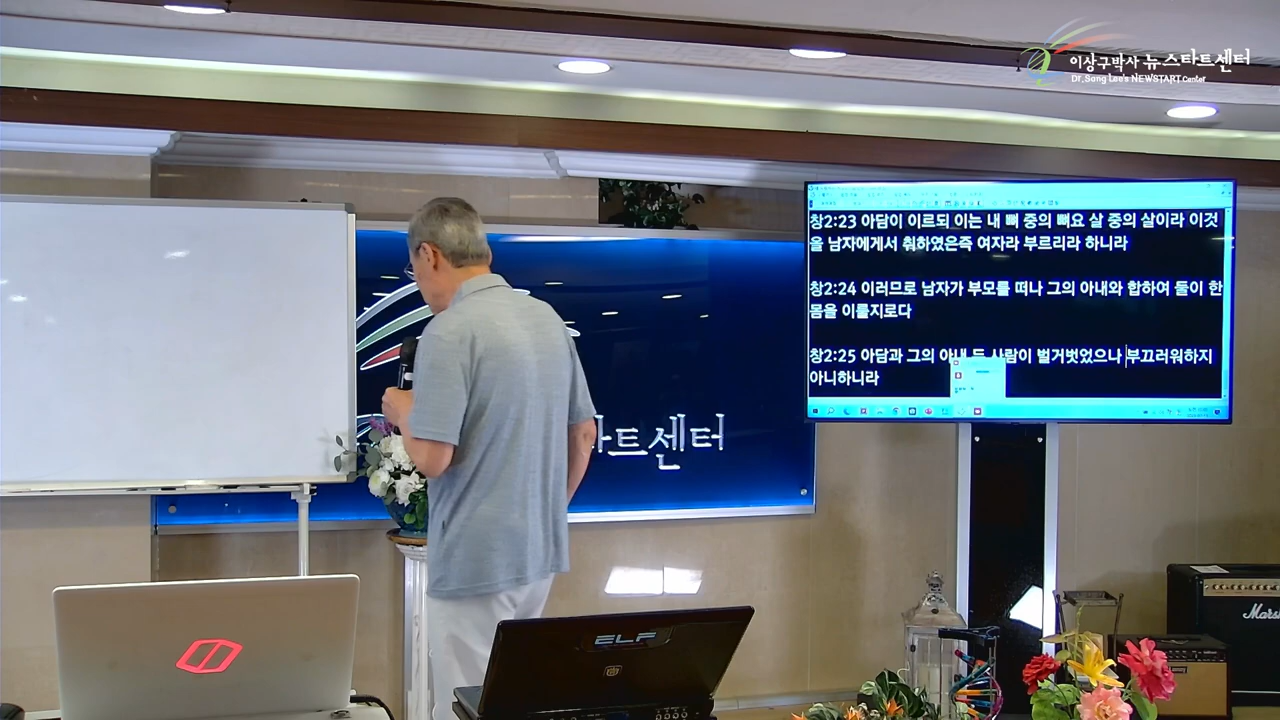 이상구박사 뉴스타트센터
Dr. Sang Lee's NEWSTART Center
창2:23 아담이 이르되 이는 내 뼈 중의 뼈요 살 중의 살이라 이것
을 남자에게서 취하였은즉 여자라 부르리라 하니라
창2:24 이러므로 남자가 부모를 떠나 그의 아내와 합하여 둘이 한
몸을 이룰지로다
창2:25 아담과 그의 아내 두 사람이 벌거벗었으나 부끄러워하지
아니하니라
타트센터
ELF
Mars